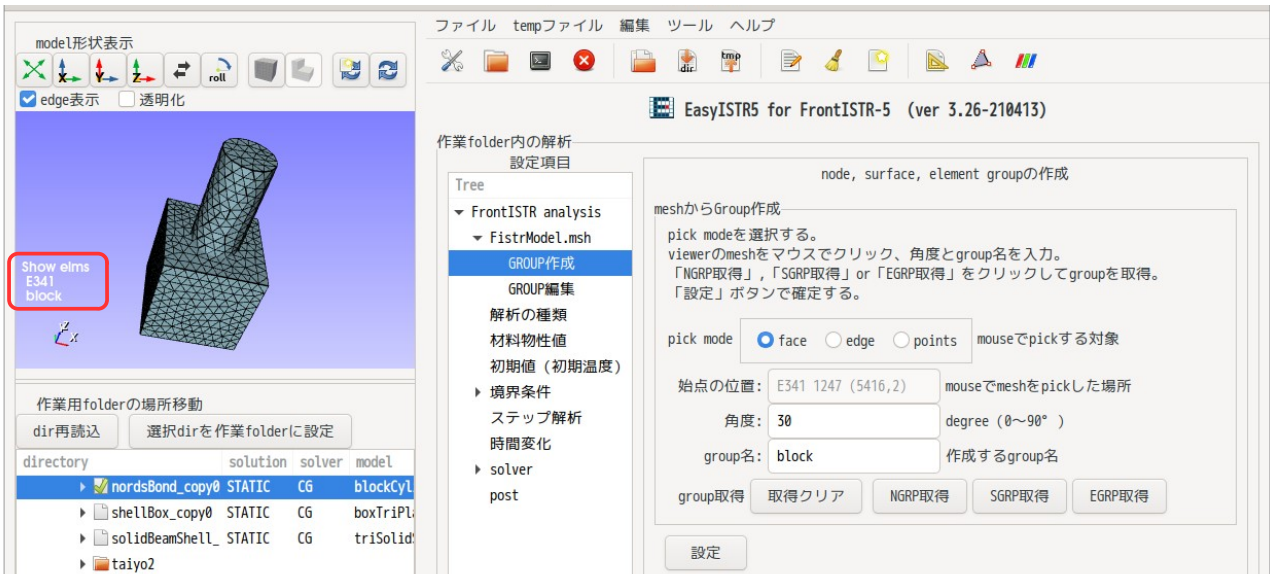 model形状表示
X
Y
Z
roll
edge表示 透明化
Show elms
E341
block
Z
X
作業用folderの場所移動
dir再読込 選択dirを作業folderに設定
directory solution solver model
nordsBond_copy0 STATIC CG blockCyl
shellBox_copy0 STATIC CG boxTriPl
solidBeamShell_ STATIC CG triSolid
taiyo2
ファイル tempファイル 編集 ツール ヘルプ
dir tmp
EasyISTR5 for FrontISTR-5 (ver 3.26-210413)
作業folder内の解析
設定項目
Tree
FrontISTR analysis
FistrModel.msh
GROUP作成
GROUP編集
解析の種類
材料物性値
初期値（初期温度）
境界条件
ステップ解析
時間変化
solver
post
node, surface, element groupの作成
meshからGroup作成
pick modeを選択する。
viewerのmeshをマウスでクリック、角度とgroup名を入力。
「NGRP取得」,「SGRP取得」or「EGRP取得」をクリックしてgroupを取得。
「設定」ボタンで確定する。
pick mode face edge points mouseでpickする対象
始点の位置: E341 1247 (5416,2) mouseでmeshをpickした場所
角度: 30 degree (0〜90° )
group名: block 作成するgroup名
group取得 取得クリア NGRP取得 SGRP取得 EGRP取得
設定